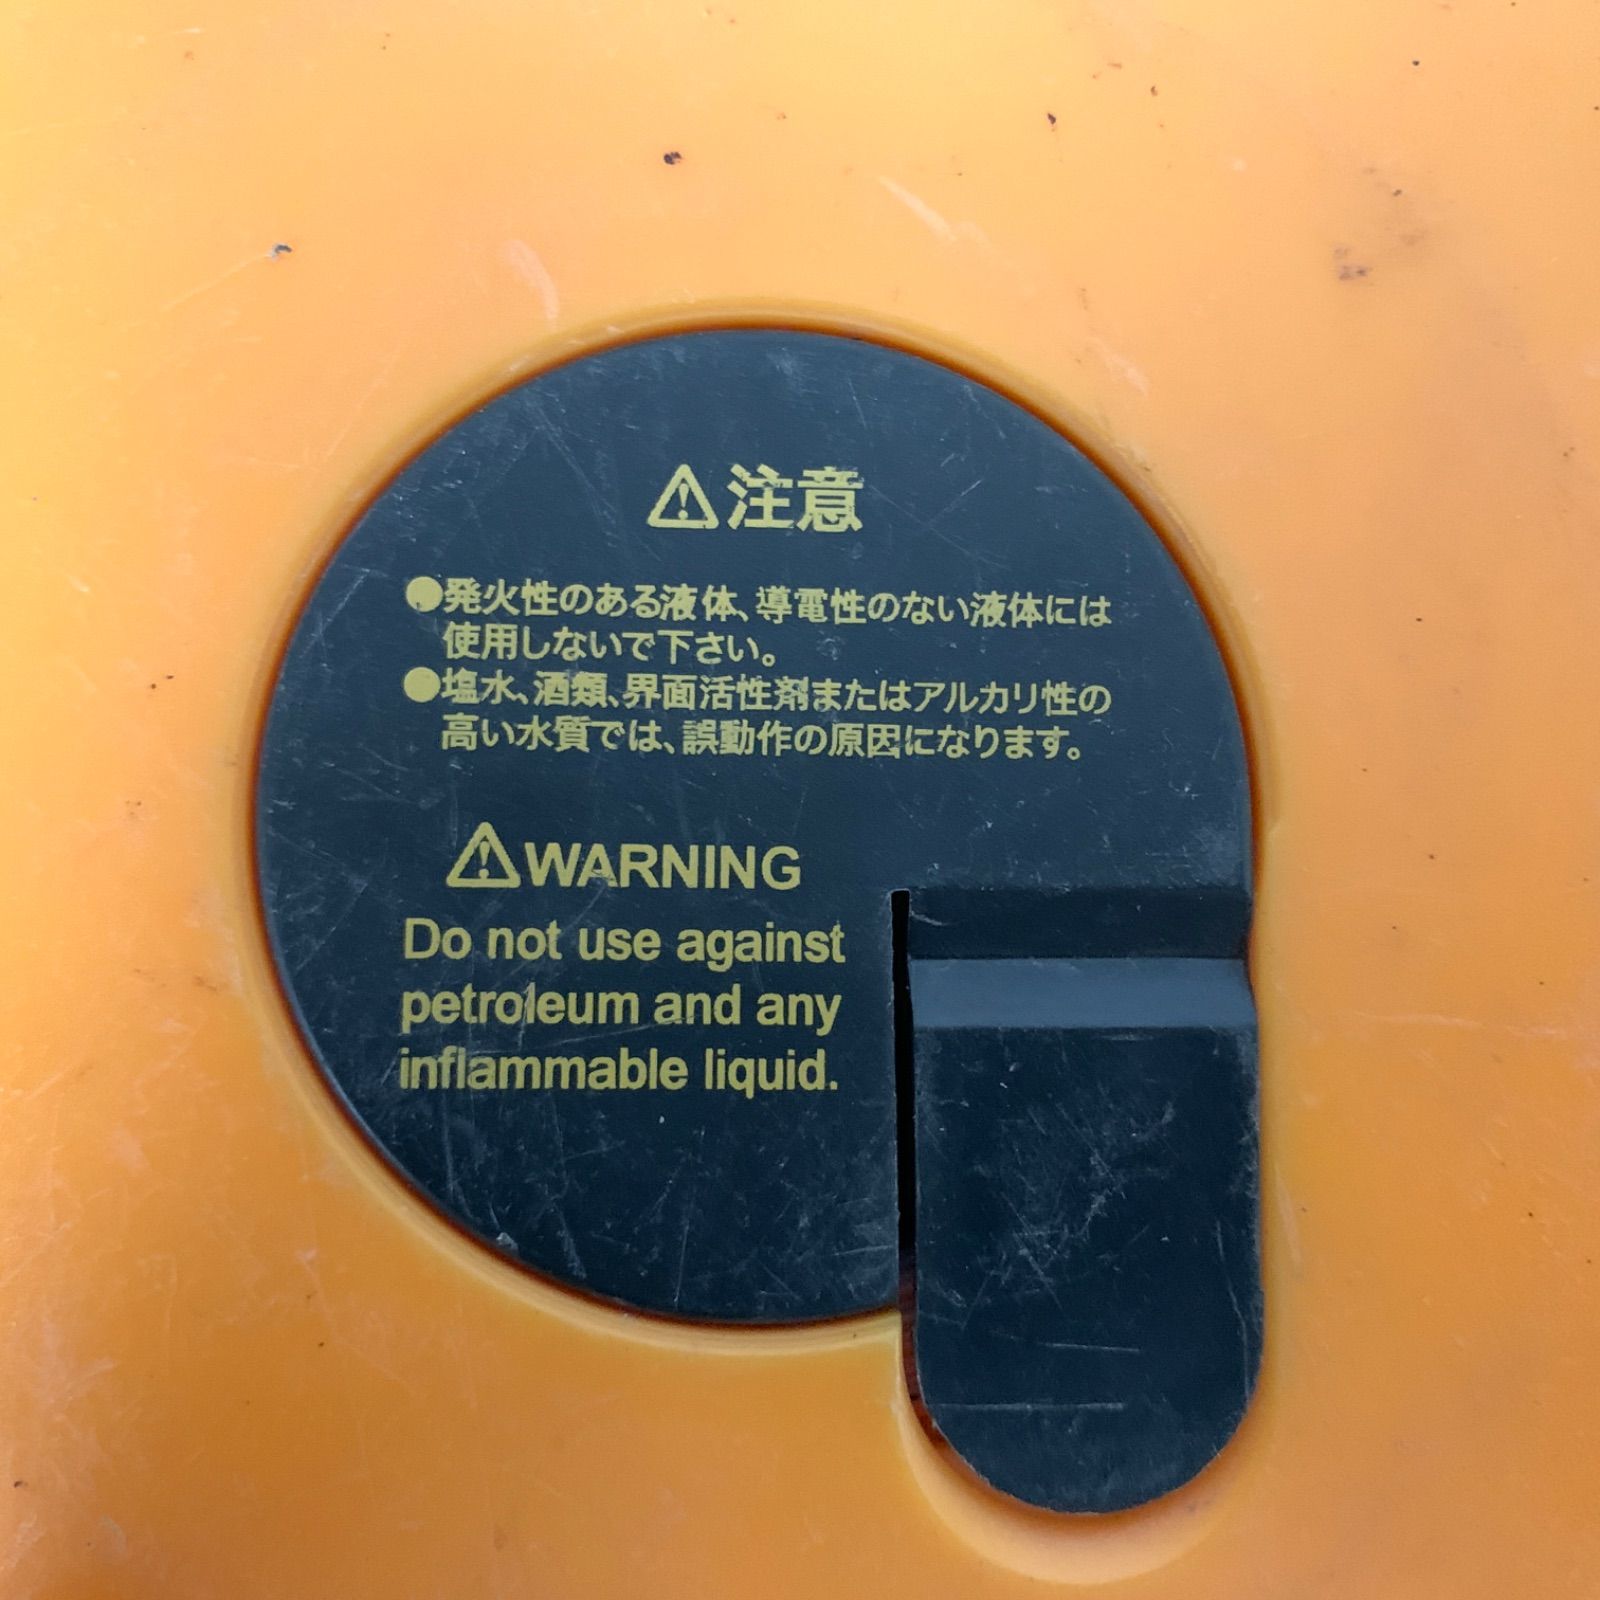 ⚠注意
●発火性のある液体、導電性のない液体には
使用しないで下さい。
●塩水、酒類、界面活性剤またはアルカリ性の
高い水質では、誤動作の原因になります。
⚠WARNING
Do not use against
petroleum and any
inflammable liquid.